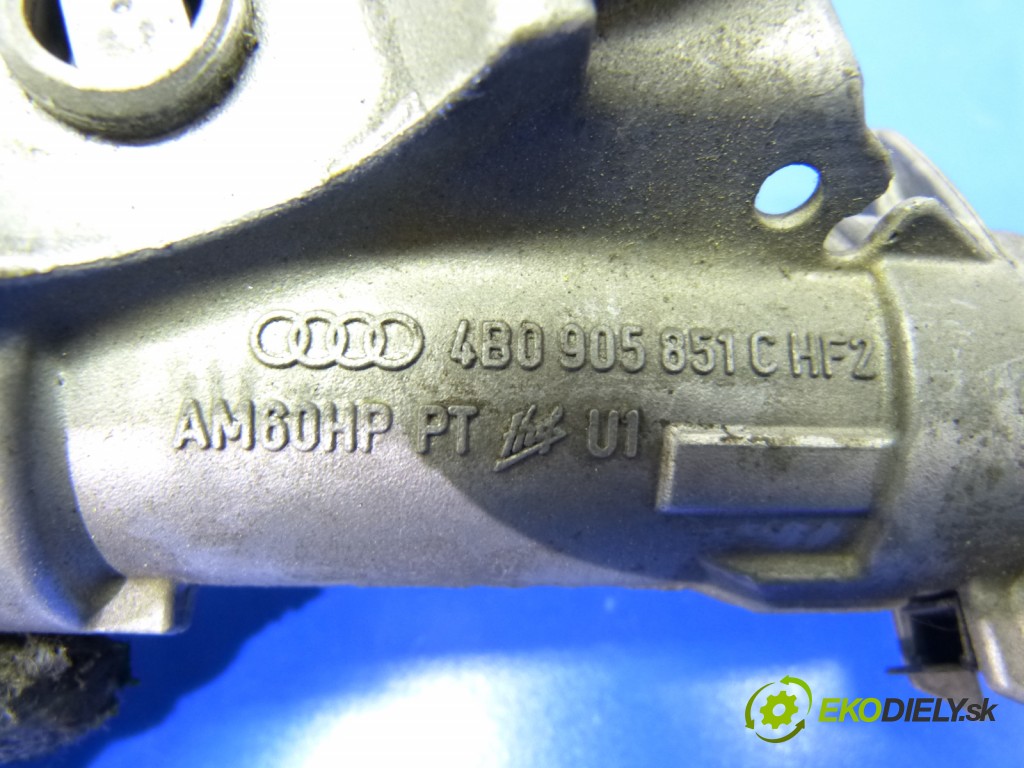 4B0 905 851 C HF2
AM60HP PT U1
EKODIELY.sk